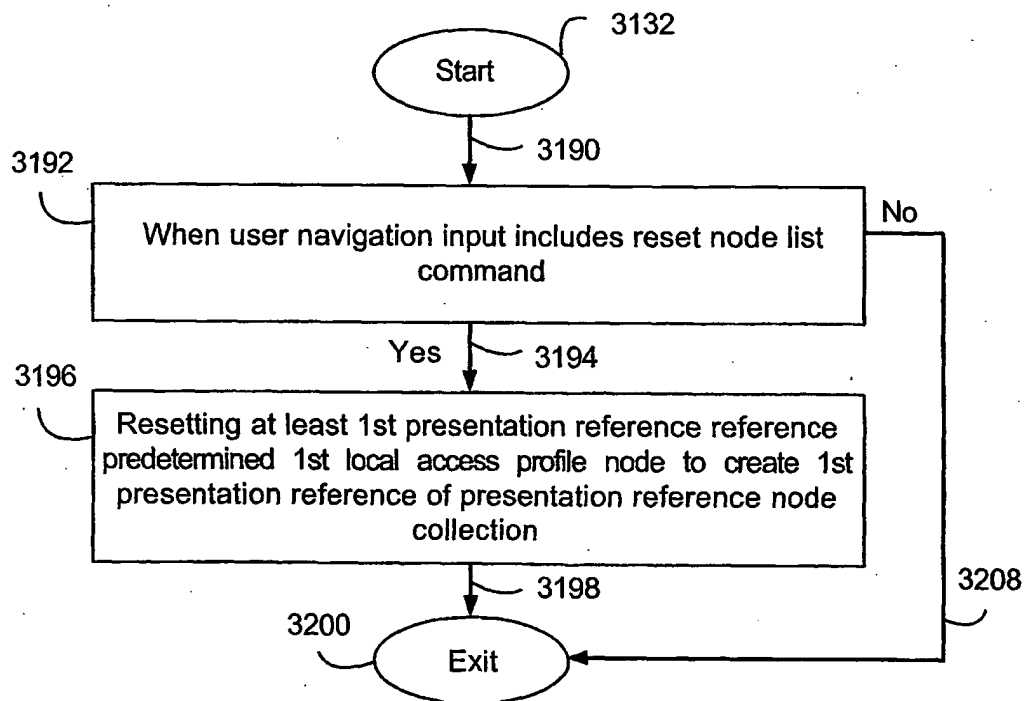 3132
Start
3190
3192
No
When user navigation input includes reset node list
command
Yes
3194
3196
Resetting at least 1st presentation reference reference
predetermined 1st local access profile node to create 1st
presentation reference of presentation reference node
collection
3198
3208
3200
Exit